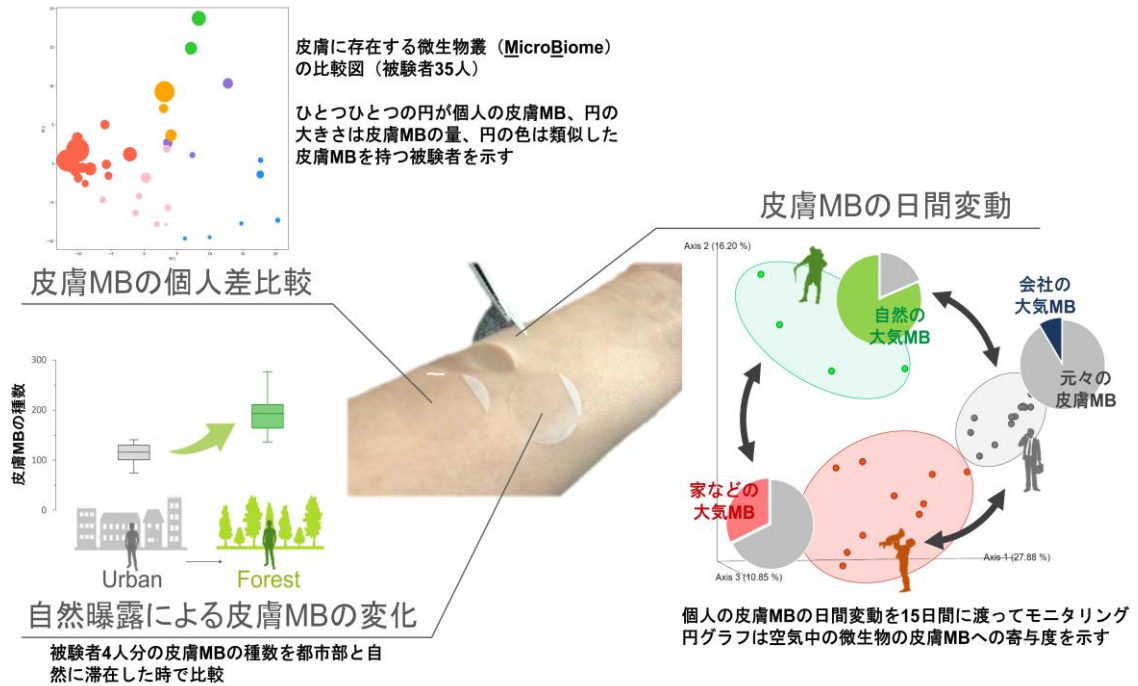 皮膚に存在する微生物叢（MicroBiome）
の比較図（被験者35人）
ひとつひとつの円が個人の皮膚MB、円の
大きさは皮膚MBの量、円の色は類似した
皮膚MBを持つ被験者を示す
皮膚MBの個人差比較
皮膚MBの日間変動
Axis 2 (16.20 %)
自然の
大気MB
会社の
大気MB
元々の
皮膚MB
家などの
大気MB
Axis 1 (27.88 %)
Axis 3 (10.85 %)
個人の皮膚MBの日間変動を15日間に渡ってモニタリング
円グラフは空気中の微生物の皮膚MBへの寄与度を示す
皮膚MBの種数
300
200
100
0
Urban
Forest
自然曝露による皮膚MBの変化
被験者4人分の皮膚MBの種数を都市部と自
然に滞在した時で比較